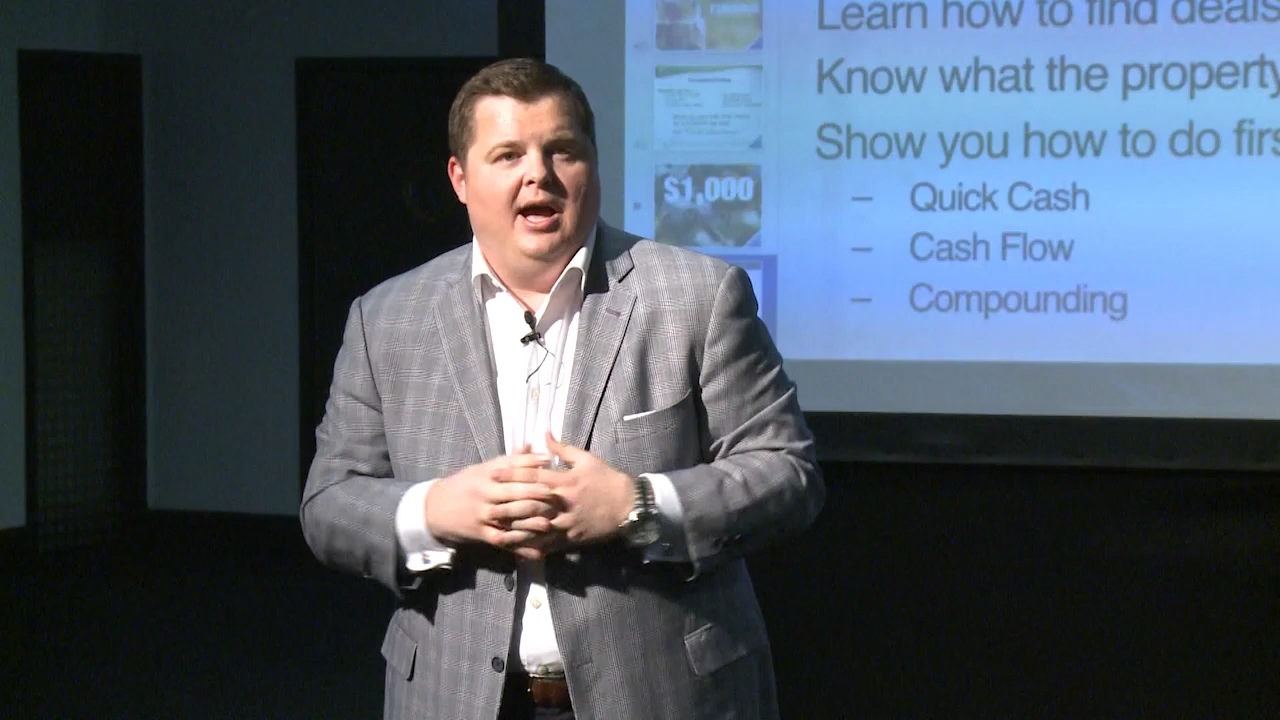 Learn how to find deals
Know what the property
Show you how to do firs
– Quick Cash
– Cash Flow
– Compounding
$1,000